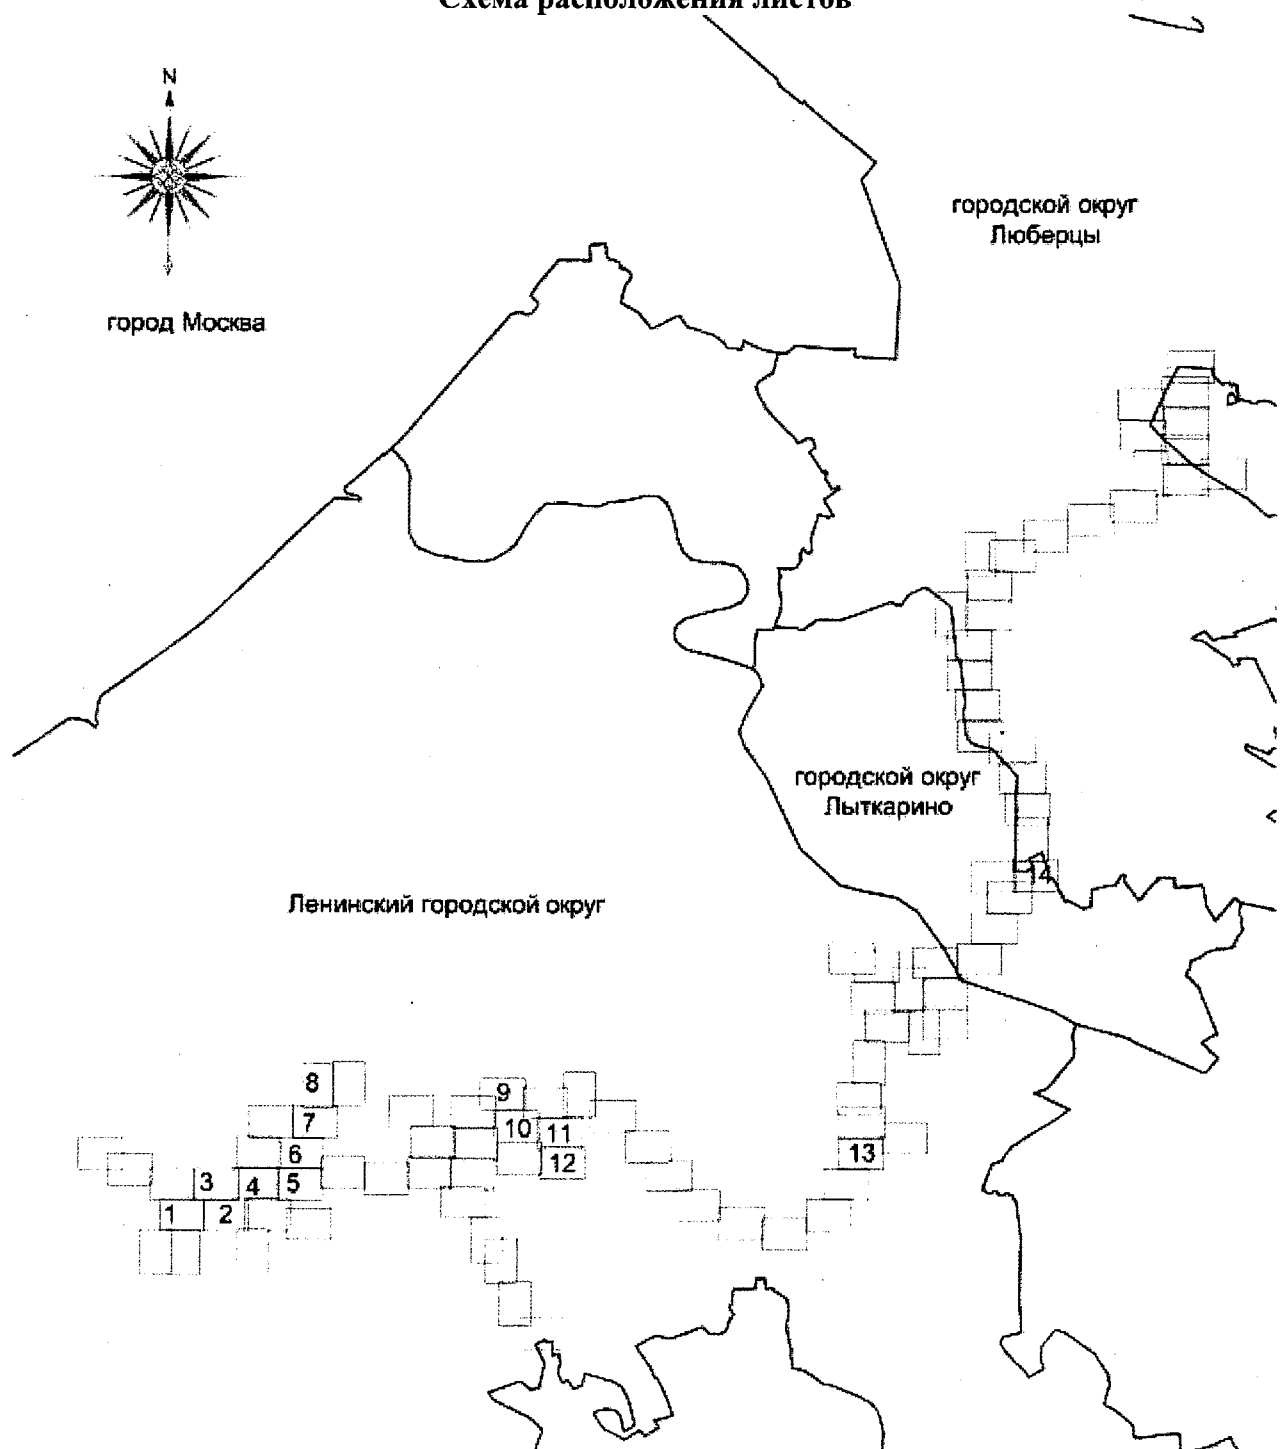 Схема расположения листов
N
городской округ
Люберцы
город Москва
городской округ
Лыткарино
14
Ленинский городской округ
8
9
7
10
11
6
12
13
3
4
5
1
2